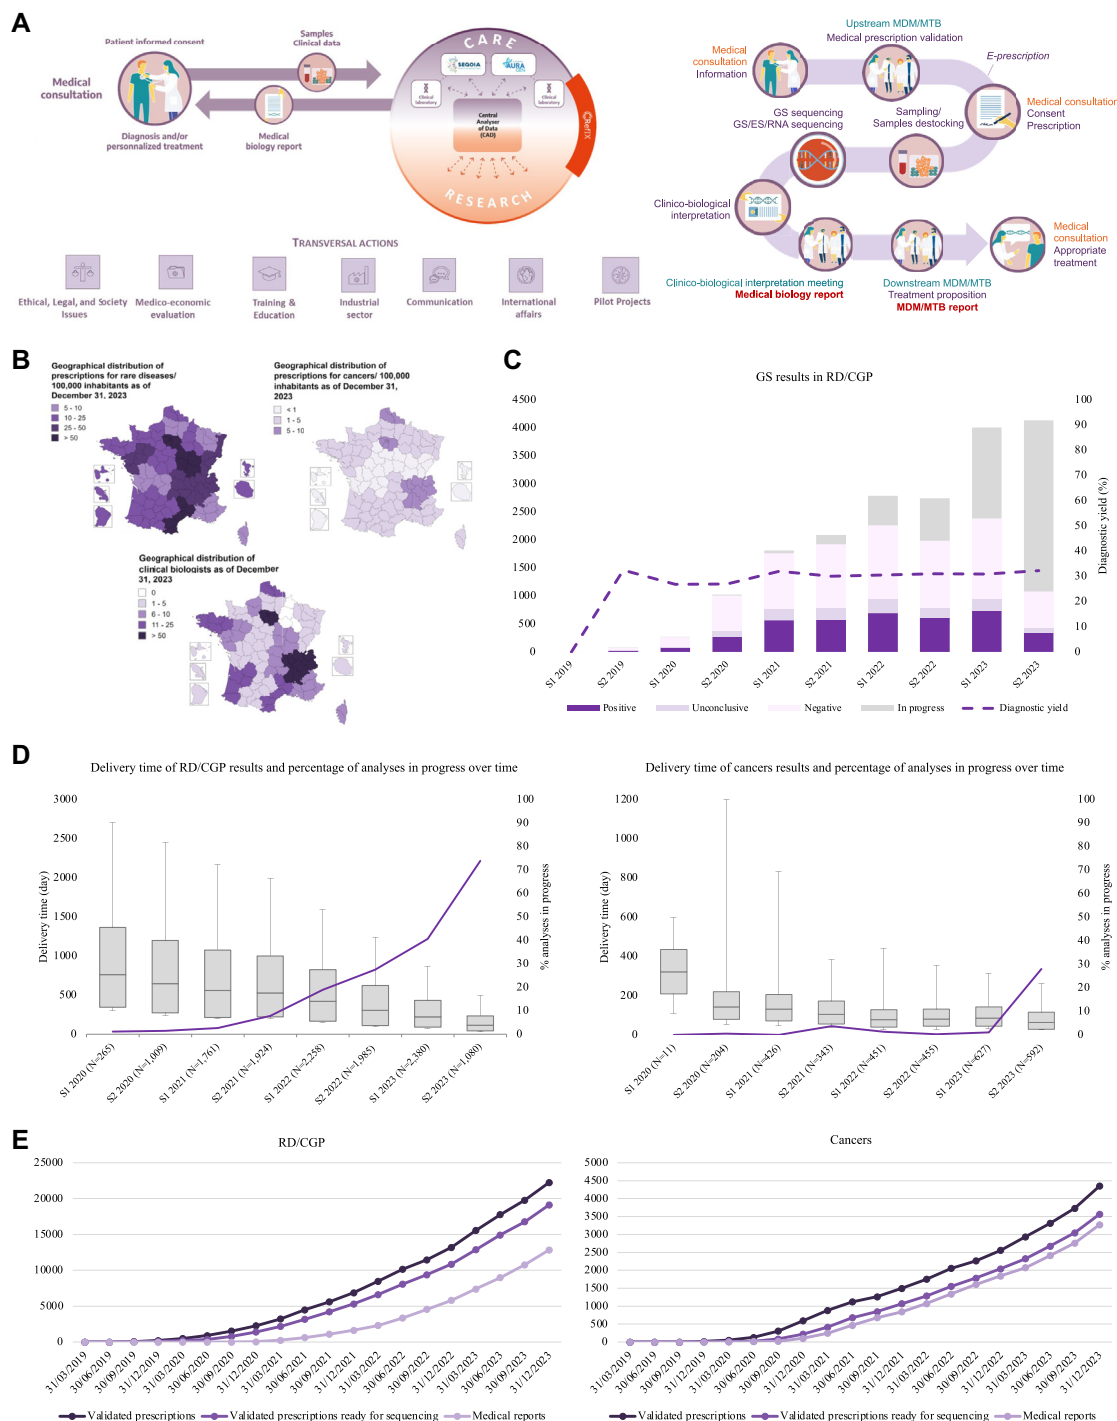 A
Patient informed consent
Samples
Clinical data
Medical
consultation
Diagnosis and/or
personnalized treatment
Medical
biology report
CARE
SEQOIA
AURA
GEN
Clinical
laboratory
Clinical
laboratory
Central
Analyser
of Data
(CAD)
CRefIX
RESEARCH
TRANSVERSAL ACTIONS
Ethical, Legal, and Society
Issues
Medico-economic
evaluation
Training &
Education
Industrial
sector
Communication
International
affairs
Pilot Projects
Upstream MDM/MTB
Medical prescription validation
Medical
consultation
Information
E-prescription
Medical consultation
Consent
Prescription
GS sequencing
GS/ES/RNA sequencing
Sampling/
Samples destocking
Clinico-biological
interpretation
Clinico-biological interpretation meeting
Medical biology report
Downstream MDM/MTB
Treatment proposition
MDM/MTB report
Medical
consultation
Appropriate
treatment
B
Geographical distribution of
prescriptions for rare diseases/
100,000 inhabitants as of
December 31, 2023
5 - 10
10 - 25
25 - 50
> 50
Geographical distribution of
prescriptions for cancers/ 100,000
inhabitants as of December 31,
2023
< 1
1 - 5
5 - 10
Geographical distribution of
clinical biologists as of December
31, 2023
0
1 - 5
6 - 10
11 - 25
> 50
C
GS results in RD/CGP
4500
4000
3500
3000
2500
2000
1500
1000
500
0
100
90
80
70
60
50
40
30
20
10
0
Diagnostic yield (%)
S1 2019
S2 2019
S1 2020
S2 2020
S1 2021
S2 2021
S1 2022
S2 2022
S1 2023
S2 2023
Positive
Unconclusive
Negative
In progress
Diagnostic yield
D
Delivery time of RD/CGP results and percentage of analyses in progress over time
Delivery time (day)
3000
2500
2000
1500
1000
500
0
100
90
80
70
60
50
40
30
20
10
0
% analyses in progress
S1 2020 (N=265)
S2 2020 (N=1,009)
S1 2021 (N=1,761)
S2 2021 (N=1,924)
S1 2022 (N=2,258)
S2 2022 (N=1,985)
S1 2023 (N=2,380)
S2 2023 (N=1,080)
Delivery time of cancers results and percentage of analyses in progress over time
Delivery time (day)
1200
1000
800
600
400
200
0
100
90
80
70
60
50
40
30
20
10
0
% analyses in progress
S1 2020 (N=11)
S2 2020 (N=204)
S1 2021 (N=426)
S2 2021 (N=343)
S1 2022 (N=451)
S2 2022 (N=455)
S1 2023 (N=627)
S2 2023 (N=592)
E
RD/CGP
25000
20000
15000
10000
5000
0
31/03/2019
30/06/2019
30/09/2019
31/12/2019
31/03/2020
30/06/2020
30/09/2020
31/12/2020
31/03/2021
30/06/2021
30/09/2021
31/12/2021
31/03/2022
30/06/2022
30/09/2022
31/12/2022
31/03/2023
30/06/2023
30/09/2023
31/12/2023
Validated prescriptions
Validated prescriptions ready for sequencing
Medical reports
Cancers
5000
4500
4000
3500
3000
2500
2000
1500
1000
500
0
31/03/2019
30/06/2019
30/09/2019
31/12/2019
31/03/2020
30/06/2020
30/09/2020
31/12/2020
31/03/2021
30/06/2021
30/09/2021
31/12/2021
31/03/2022
30/06/2022
30/09/2022
31/12/2022
31/03/2023
30/06/2023
30/09/2023
31/12/2023
Validated prescriptions
Validated prescriptions ready for sequencing
Medical reports